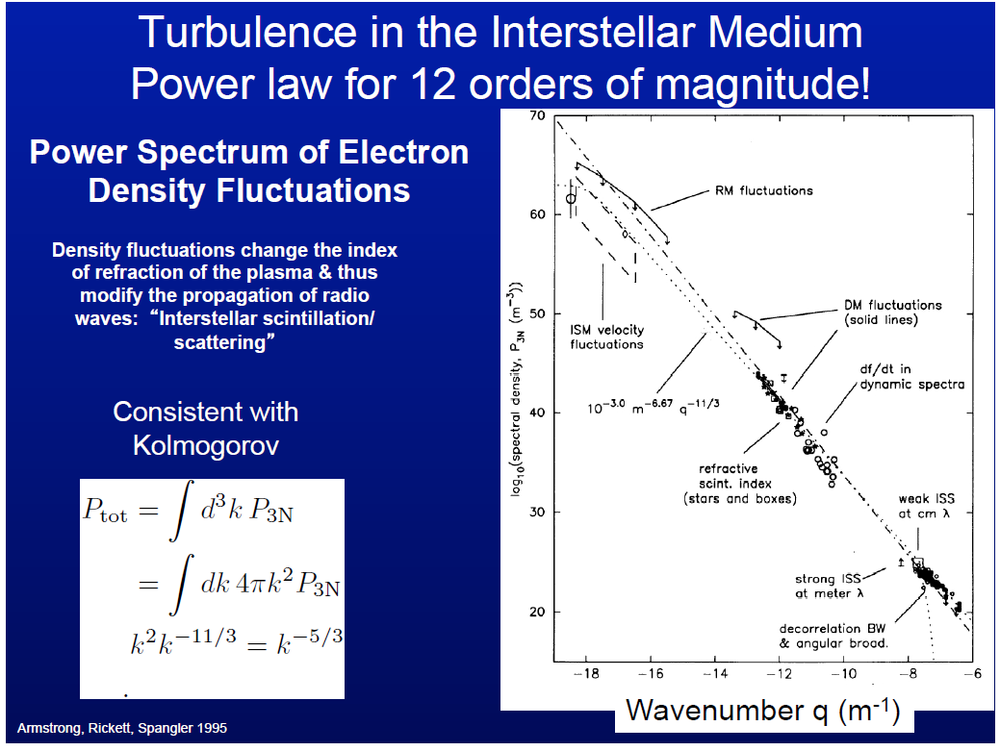 Turbulence in the Interstellar Medium
Power law for 12 orders of magnitude!
Power Spectrum of Electron
Density Fluctuations
Density fluctuations change the index
of refraction of the plasma & thus
modify the propagation of radio
waves: “Interstellar scintillation/
scattering”
Consistent with
Kolmogorov
P_tot = ∫ d³k P_3N
= ∫ dk 4πk² P_3N
k²k^{−11/3} = k^{−5/3}
.
Armstrong, Rickett, Spangler 1995
log₁₀(spectral density, P_3N (m⁻³))
70
60
50
40
30
20
RM fluctuations
ISM velocity
fluctuations
DM fluctuations
(solid lines)
df/dt in
dynamic spectra
10^{−3.0} m^{−6.67} q^{−11/3}
refractive
scint. index
(stars and boxes)
weak ISS
at cm λ
strong ISS
at meter λ
decorrelation BW
& angular broad.
−18 −16 −14 −12 −10 −8 −6
Wavenumber q (m⁻¹)